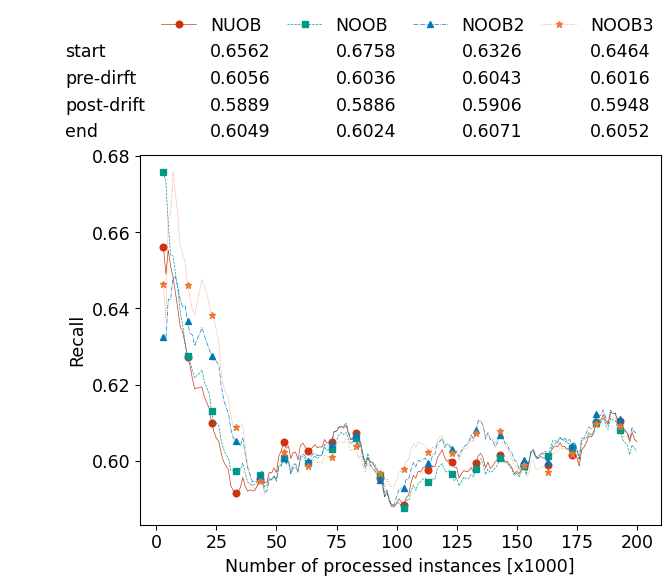 NUOB NOOB NOOB2 NOOB3
start 0.6562 0.6758 0.6326 0.6464
pre-dirft 0.6056 0.6036 0.6043 0.6016
post-drift 0.5889 0.5886 0.5906 0.5948
end 0.6049 0.6024 0.6071 0.6052
0.68
0.66
0.64
0.62
0.60
Recall
0 25 50 75 100 125 150 175 200
Number of processed instances [x1000]